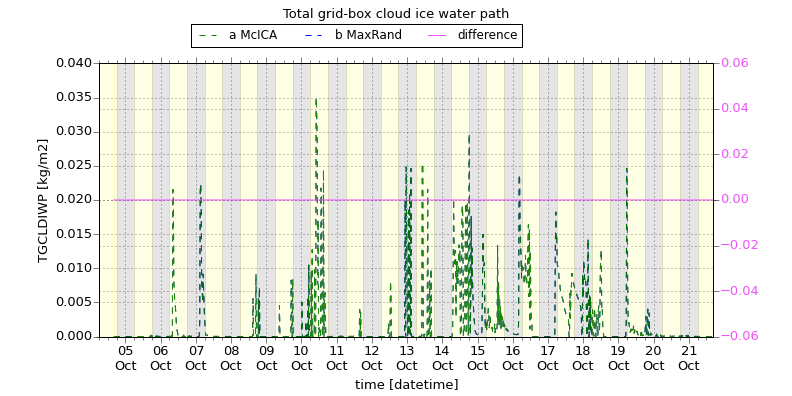 Total grid-box cloud ice water path
a McICA b MaxRand difference
0.040 0.06
0.035 0.04
0.030 0.02
0.025 0.00
0.020 −0.02
0.015 −0.04
0.010 −0.06
0.005
0.000
TGCLDIWP [kg/m2]
05 06 07 08 09 10 11 12 13 14 15 16 17 18 19 20 21
Oct Oct Oct Oct Oct Oct Oct Oct Oct Oct Oct Oct Oct Oct Oct Oct Oct
time [datetime]